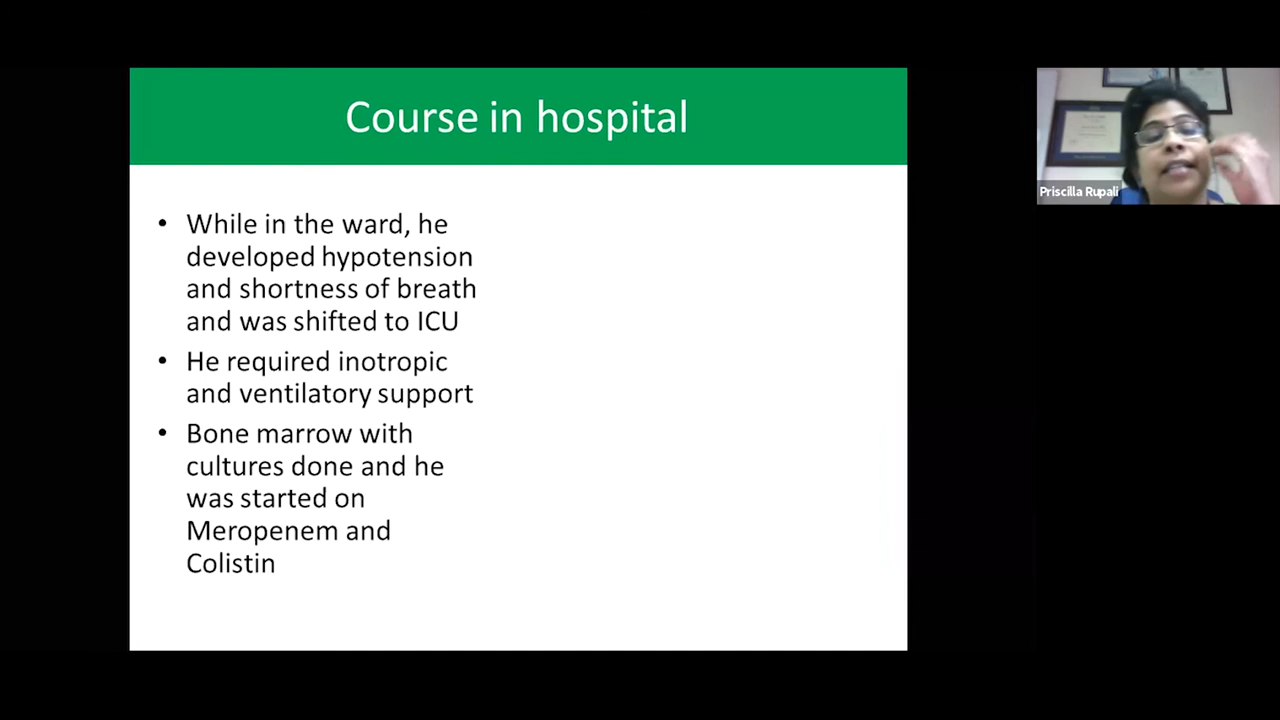 Course in hospital
• While in the ward, he
developed hypotension
and shortness of breath
and was shifted to ICU
• He required inotropic
and ventilatory support
• Bone marrow with
cultures done and he
was started on
Meropenem and
Colistin
Priscilla Rupali